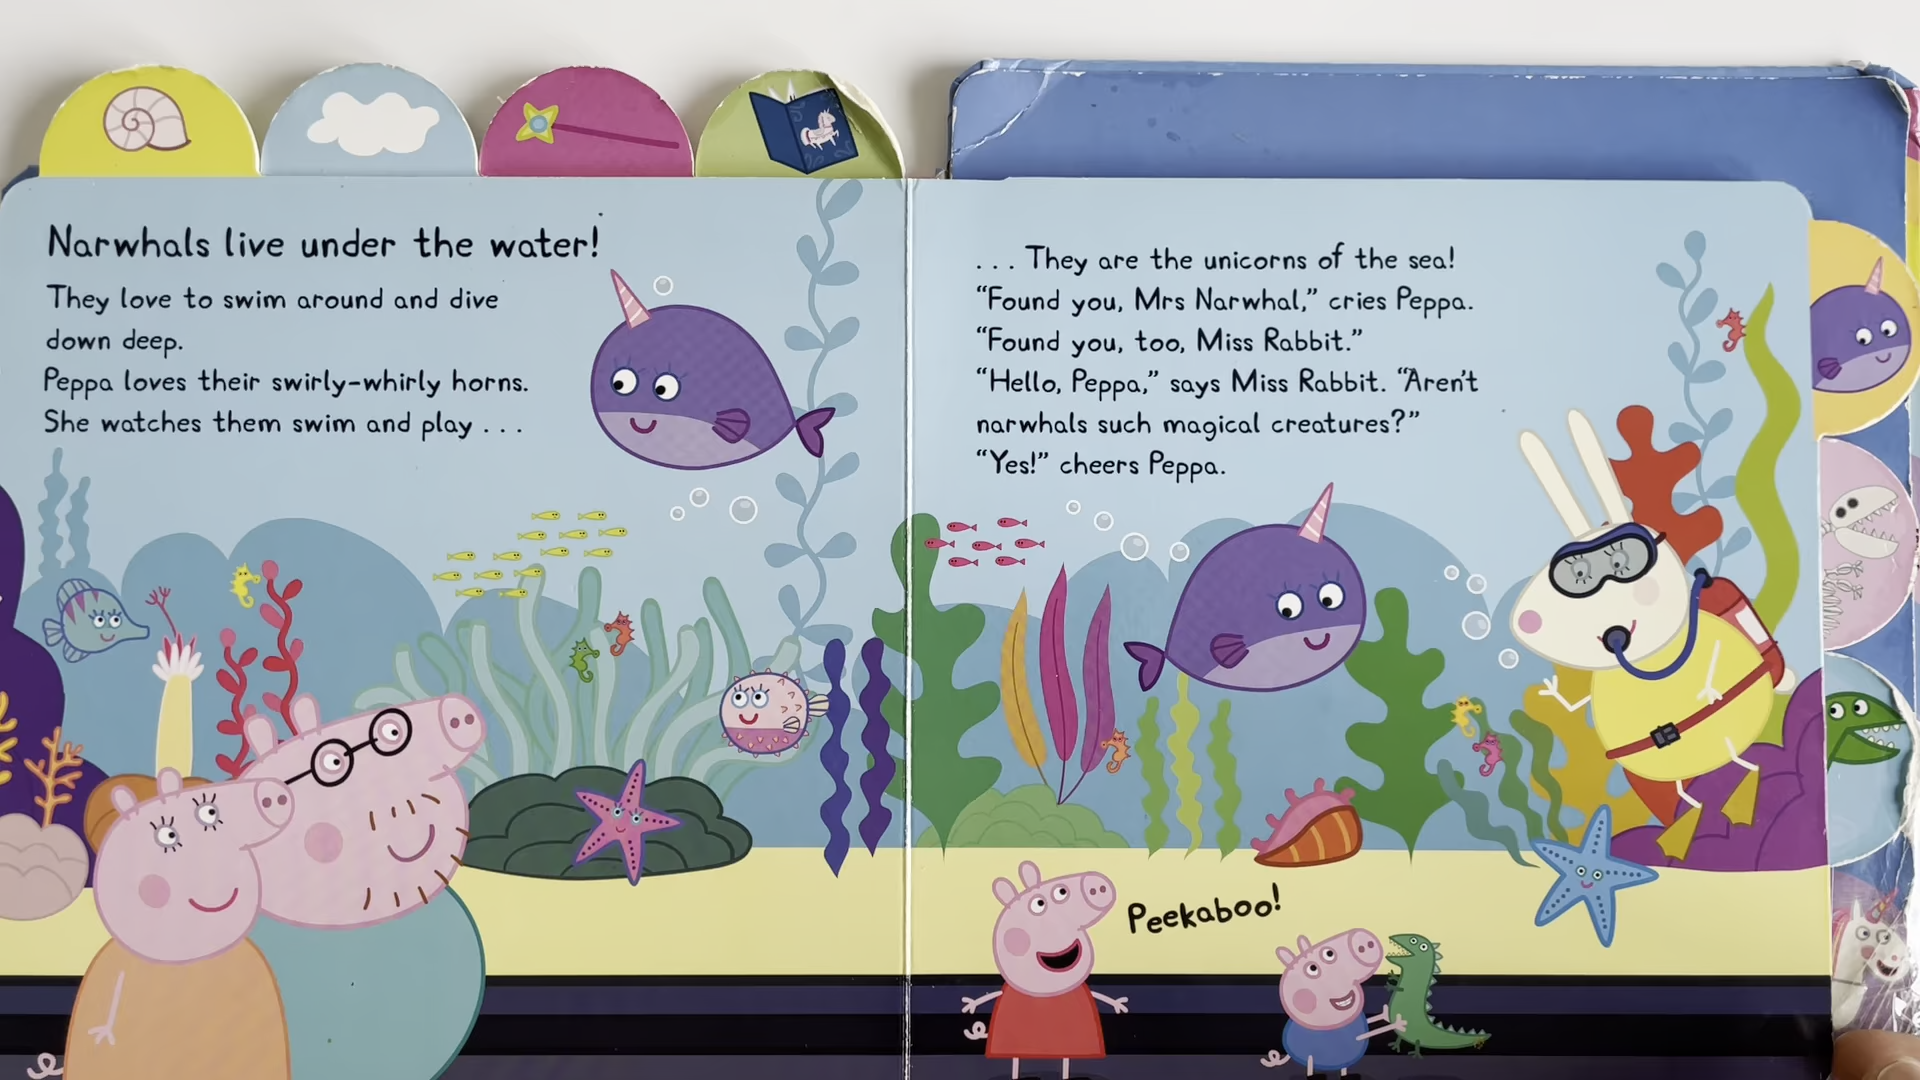 Narwhals live under the water!
They love to swim around and dive
down deep.
Peppa loves their swirly-whirly horns.
She watches them swim and play . . .
. . . They are the unicorns of the sea!
“Found you, Mrs Narwhal,” cries Peppa.
“Found you, too, Miss Rabbit.”
“Hello, Peppa,” says Miss Rabbit. “Aren’t
narwhals such magical creatures?”
“Yes!” cheers Peppa.
Peekaboo!